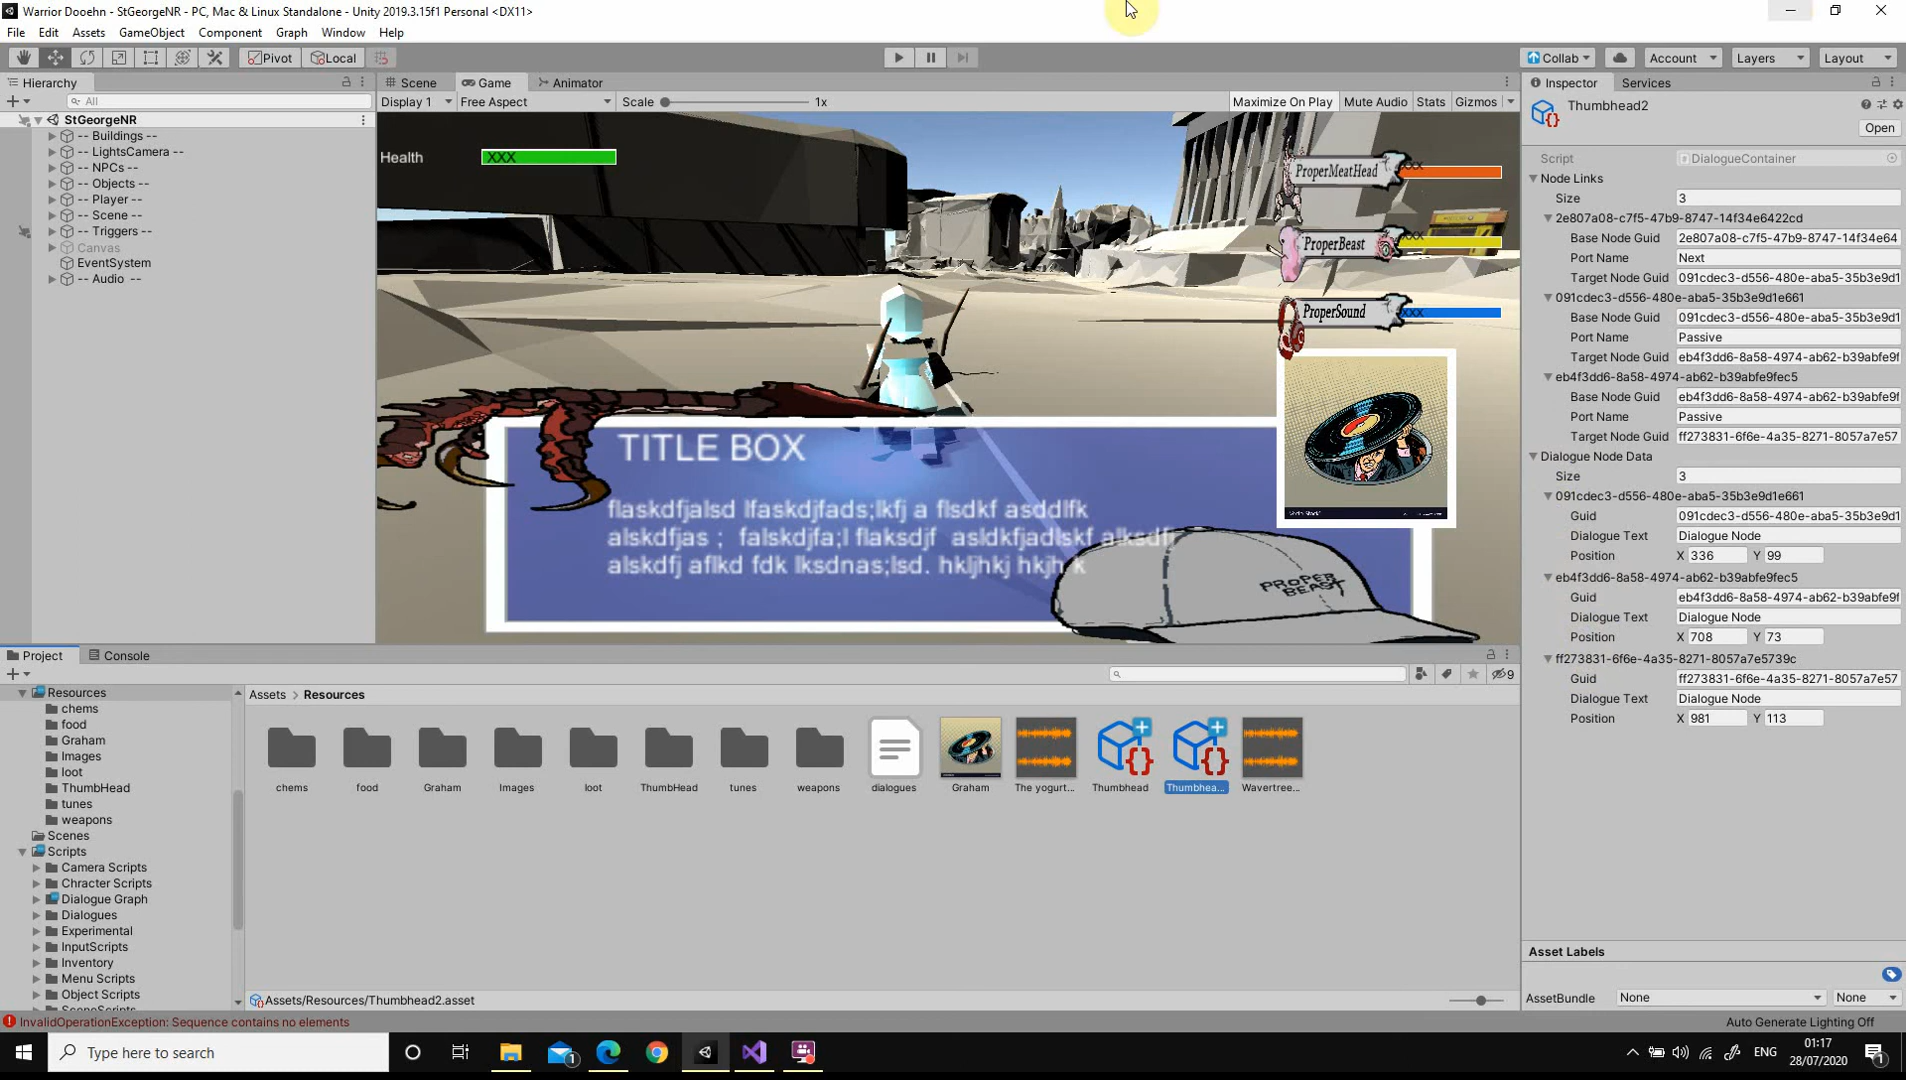 Warrior Dooehn - StGeorgeNR - PC, Mac & Linux Standalone - Unity 2019.3.15f1 Personal <DX11>
File Edit Assets GameObject Component Graph Window Help
Pivot Local
Collab Account Layers Layout
Hierarchy
All
StGeorgeNR
-- Buildings --
-- LightsCamera --
-- NPCs --
-- Objects --
-- Player --
-- Scene --
-- Triggers --
Canvas
EventSystem
-- Audio --
Scene Game Animator
Display 1 Free Aspect Scale 1x Maximize On Play Mute Audio Stats Gizmos
Health XXX
ProperMeatHead XXX
ProperBeast XXX
ProperSound XXX
TITLE BOX
flaskdfjalsd lfaskdjfads;lkfj a flsdkf asddlfk
alskdfjas ; falskdjfa;l flaksdjf asldkfjadlskf alksdfj
alskdfj aflkd fdk lksdnas;lsd. hkljhkj hkjh k
PROPER
BEAST
Inspector Services
Thumbhead2
Open
Script DialogueContainer
Node Links
Size 3
2e807a08-c7f5-47b9-8747-14f34e6422cd
Base Node Guid 2e807a08-c7f5-47b9-8747-14f34e64
Port Name Next
Target Node Guid 091cdec3-d556-480e-aba5-35b3e9d1
091cdec3-d556-480e-aba5-35b3e9d1e661
Base Node Guid 091cdec3-d556-480e-aba5-35b3e9d1
Port Name Passive
Target Node Guid eb4f3dd6-8a58-4974-ab62-b39abfe9f
eb4f3dd6-8a58-4974-ab62-b39abfe9fec5
Base Node Guid eb4f3dd6-8a58-4974-ab62-b39abfe9f
Port Name Passive
Target Node Guid ff273831-6f6e-4a35-8271-8057a7e57
Dialogue Node Data
Size 3
091cdec3-d556-480e-aba5-35b3e9d1e661
Guid 091cdec3-d556-480e-aba5-35b3e9d1
Dialogue Text Dialogue Node
Position X 336 Y 99
eb4f3dd6-8a58-4974-ab62-b39abfe9fec5
Guid eb4f3dd6-8a58-4974-ab62-b39abfe9f
Dialogue Text Dialogue Node
Position X 708 Y 73
ff273831-6f6e-4a35-8271-8057a7e5739c
Guid ff273831-6f6e-4a35-8271-8057a7e57
Dialogue Text Dialogue Node
Position X 981 Y 113
Asset Labels
AssetBundle None None
Project Console
9
Resources
chems
food
Graham
Images
loot
ThumbHead
tunes
weapons
Scenes
Scripts
Camera Scripts
Chracter Scripts
Dialogue Graph
Dialogues
Experimental
InputScripts
Inventory
Menu Scripts
Object Scripts
SceneScripts
Assets > Resources
chems food Graham Images loot ThumbHead tunes weapons dialogues Graham The yogurt... Thumbhead Thumbhea... Wavertree...
Assets/Resources/Thumbhead2.asset
InvalidOperationException: Sequence contains no elements
Auto Generate Lighting Off
Type here to search
1
ENG
01:17
28/07/2020
1